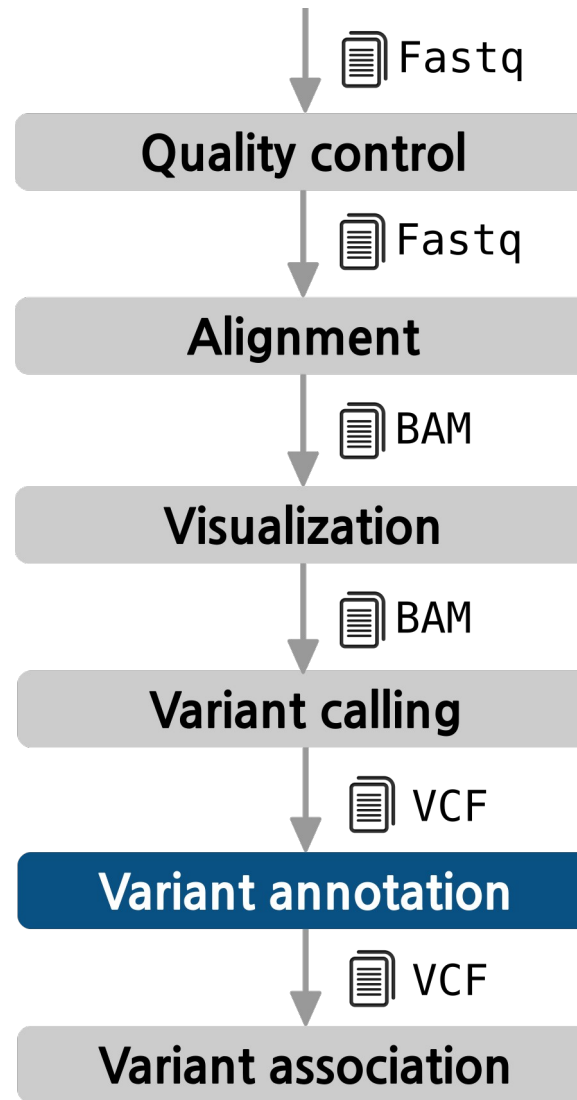 Fastq
Quality control
Fastq
Alignment
BAM
Visualization
BAM
Variant calling
VCF
Variant annotation
VCF
Variant association